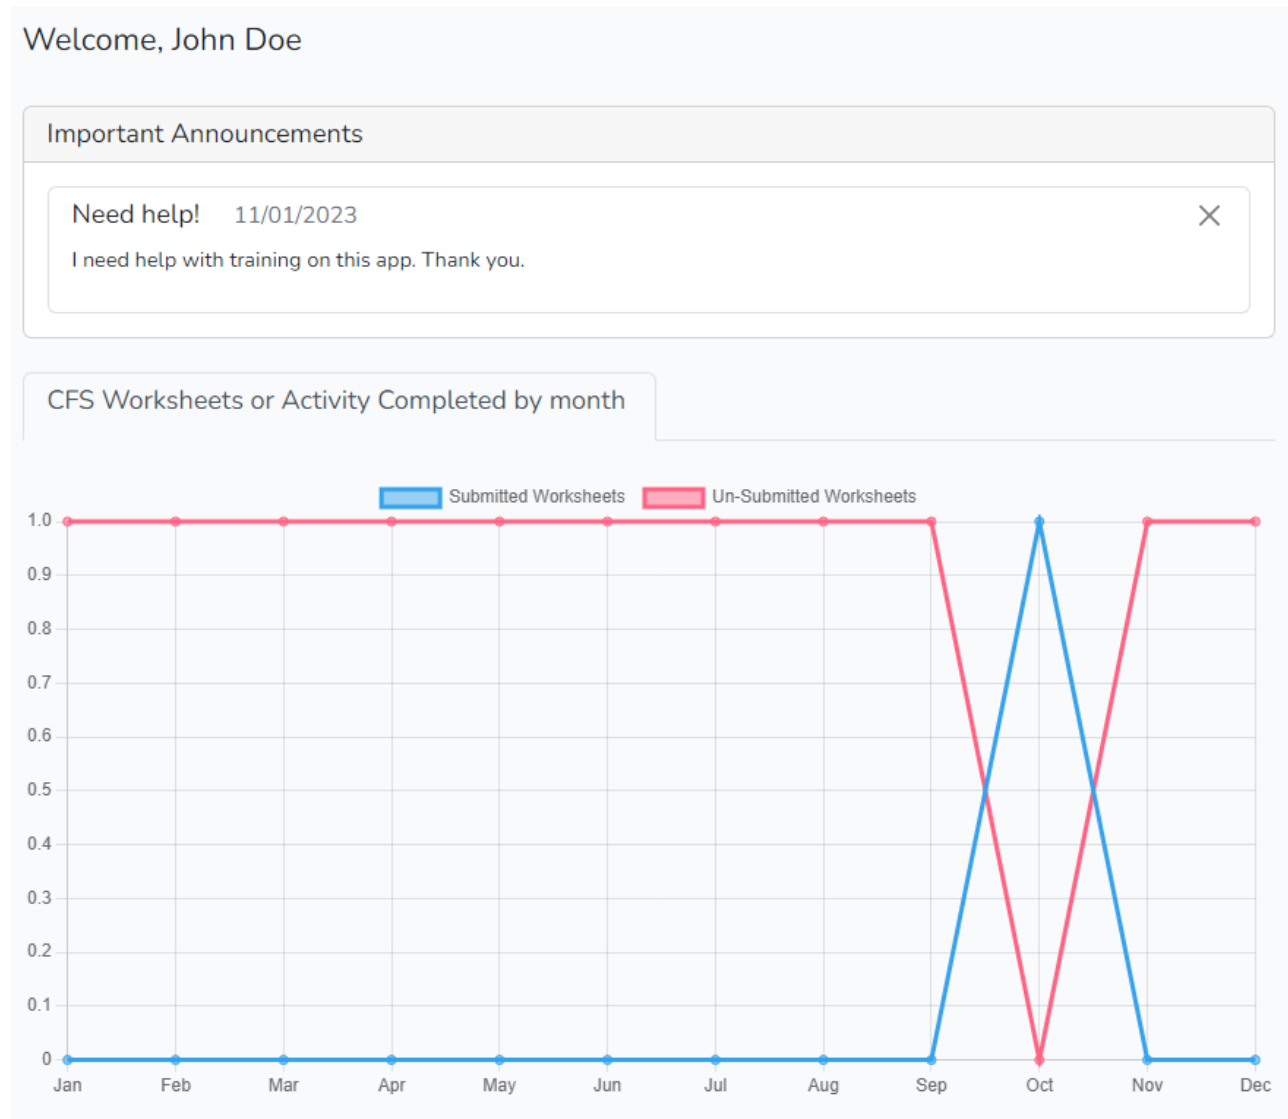 Welcome, John Doe
Important Announcements
Need help! 11/01/2023
I need help with training on this app. Thank you.
CFS Worksheets or Activity Completed by month
Submitted Worksheets Un-Submitted Worksheets
1.0
0.9
0.8
0.7
0.6
0.5
0.4
0.3
0.2
0.1
0
Jan Feb Mar Apr May Jun Jul Aug Sep Oct Nov Dec